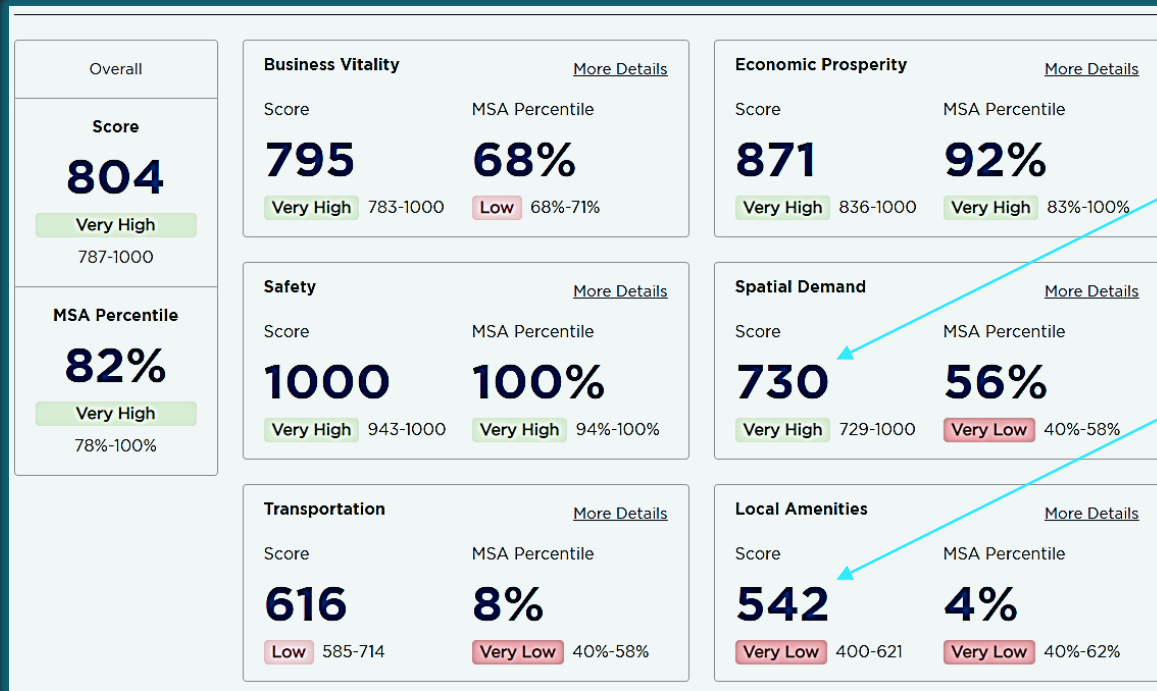 Overall
Score
804
Very High
787-1000
MSA Percentile
82%
Very High
78%-100%
Business Vitality
More Details
Score
MSA Percentile
795
68%
Very High 783-1000
Low 68%-71%
Economic Prosperity
More Details
Score
MSA Percentile
871
92%
Very High 836-1000
Very High 83%-100%
Safety
More Details
Score
MSA Percentile
1000
100%
Very High 943-1000
Very High 94%-100%
Spatial Demand
More Details
Score
MSA Percentile
730
56%
Very High 729-1000
Very Low 40%-58%
Transportation
More Details
Score
MSA Percentile
616
8%
Low 585-714
Very Low 40%-58%
Local Amenities
More Details
Score
MSA Percentile
542
4%
Very Low 400-621
Very Low 40%-62%